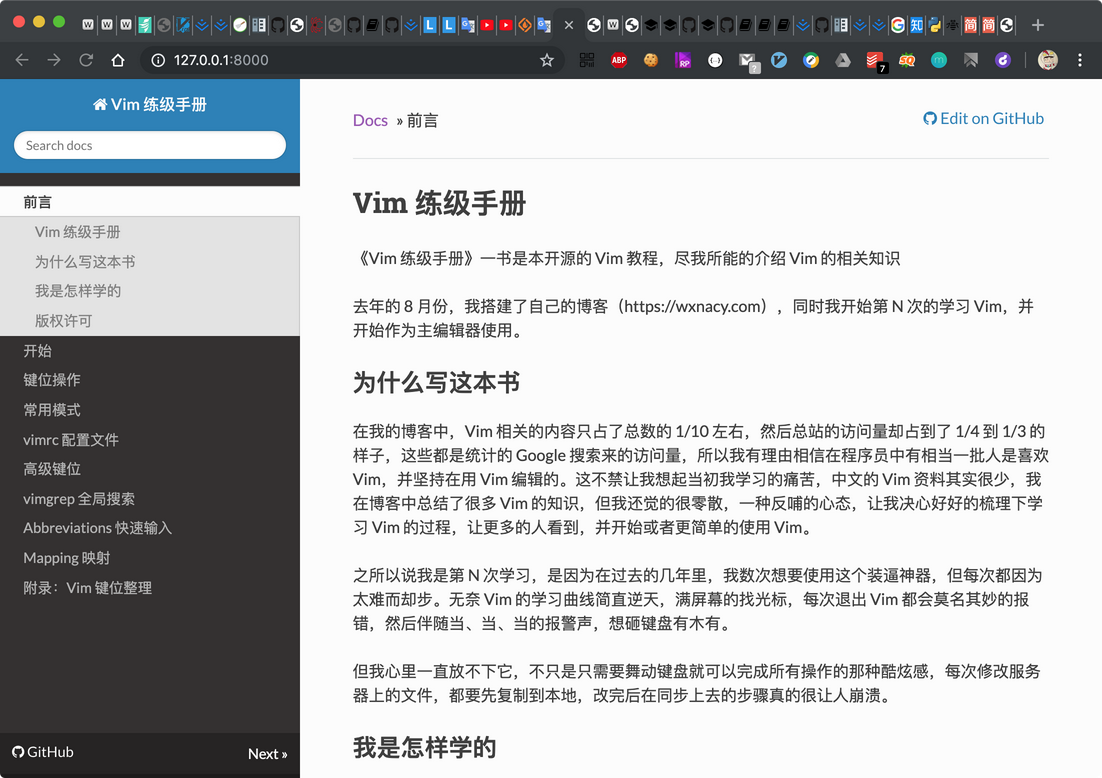 127.0.0.1:8000
ABP
RP
7
7
SQ
Vim 练级手册
Search docs
前言
Vim 练级手册
为什么写这本书
我是怎样学的
版权许可
开始
键位操作
常用模式
vimrc 配置文件
高级键位
vimgrep 全局搜索
Abbreviations 快速输入
Mapping 映射
附录：Vim 键位整理
GitHub
Next »
Docs » 前言
Edit on GitHub
Vim 练级手册
《Vim 练级手册》一书是本开源的 Vim 教程，尽我所能的介绍 Vim 的相关知识
去年的 8 月份，我搭建了自己的博客（https://wxnacy.com），同时我开始第 N 次的学习 Vim，并
开始作为主编辑器使用。
为什么写这本书
在我的博客中，Vim 相关的内容只占了总数的 1/10 左右，然后总站的访问量却占到了 1/4 到 1/3 的
样子，这些都是统计的 Google 搜索来的访问量，所以我有理由相信在程序员中有相当一批人是喜欢
Vim，并坚持在用 Vim 编辑的。这不禁让我想起当初我学习的痛苦，中文的 Vim 资料其实很少，我
在博客中总结了很多 Vim 的知识，但我还觉的很零散，一种反哺的心态，让我决心好好的梳理下学
习 Vim 的过程，让更多的人看到，并开始或者更简单的使用 Vim。
之所以说我是第 N 次学习，是因为在过去的几年里，我数次想要使用这个装逼神器，但每次都因为
太难而却步。无奈 Vim 的学习曲线简直逆天，满屏幕的找光标，每次退出 Vim 都会莫名其妙的报
错，然后伴随当、当、当的报警声，想砸键盘有木有。
但我心里一直放不下它，不只是只需要舞动键盘就可以完成所有操作的那种酷炫感，每次修改服务
器上的文件，都要先复制到本地，改完后在同步上去的步骤真的很让人崩溃。
我是怎样学的